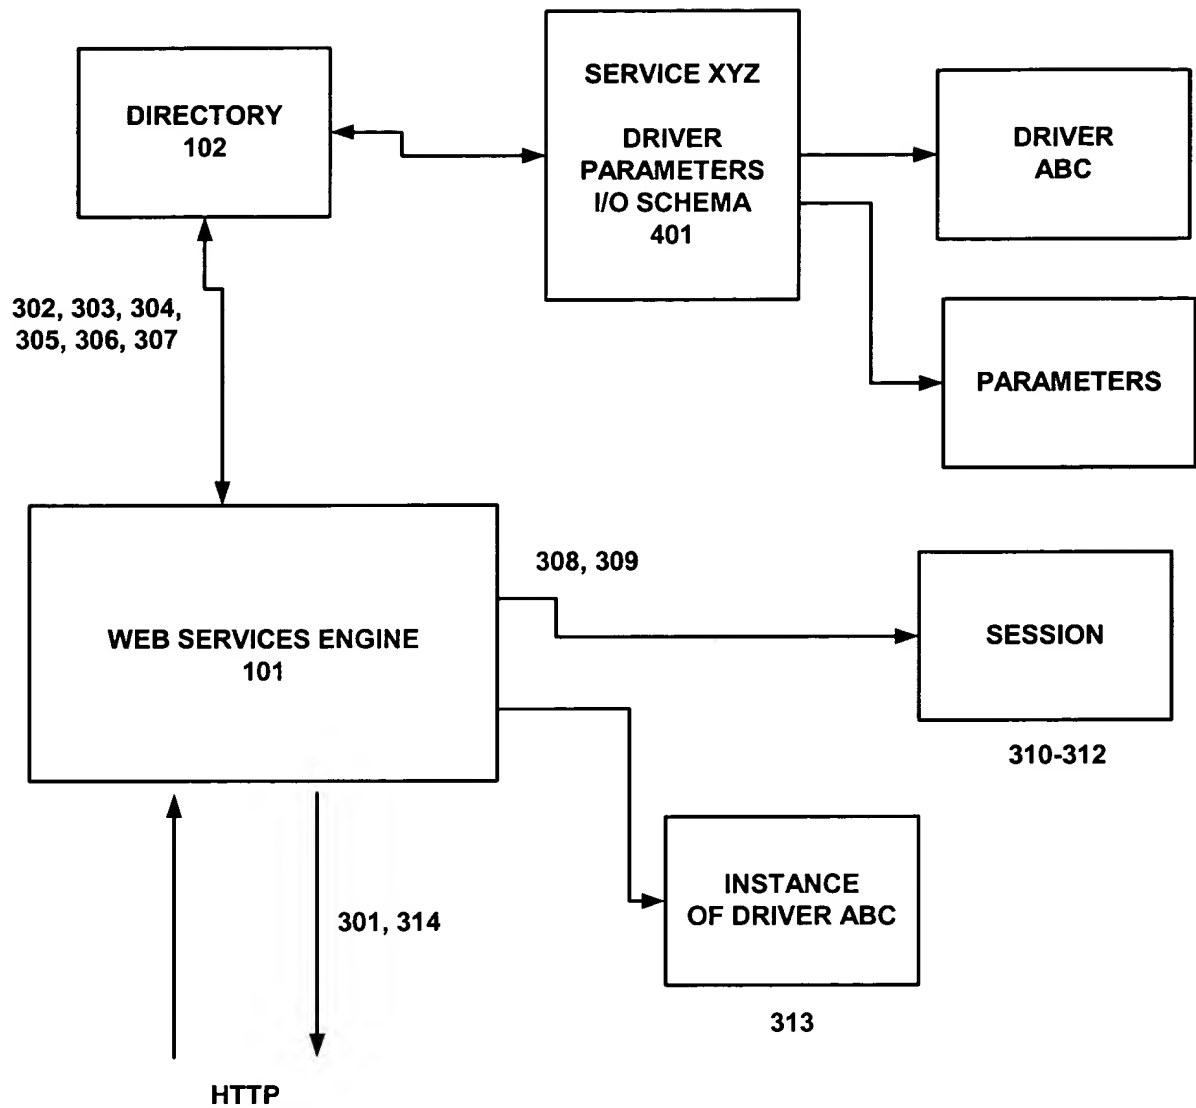 DIRECTORY
102
SERVICE XYZ
DRIVER
PARAMETERS
I/O SCHEMA
401
DRIVER
ABC
302, 303, 304,
305, 306, 307
PARAMETERS
308, 309
WEB SERVICES ENGINE
101
SESSION
310-312
INSTANCE
OF DRIVER ABC
301, 314
313
HTTP